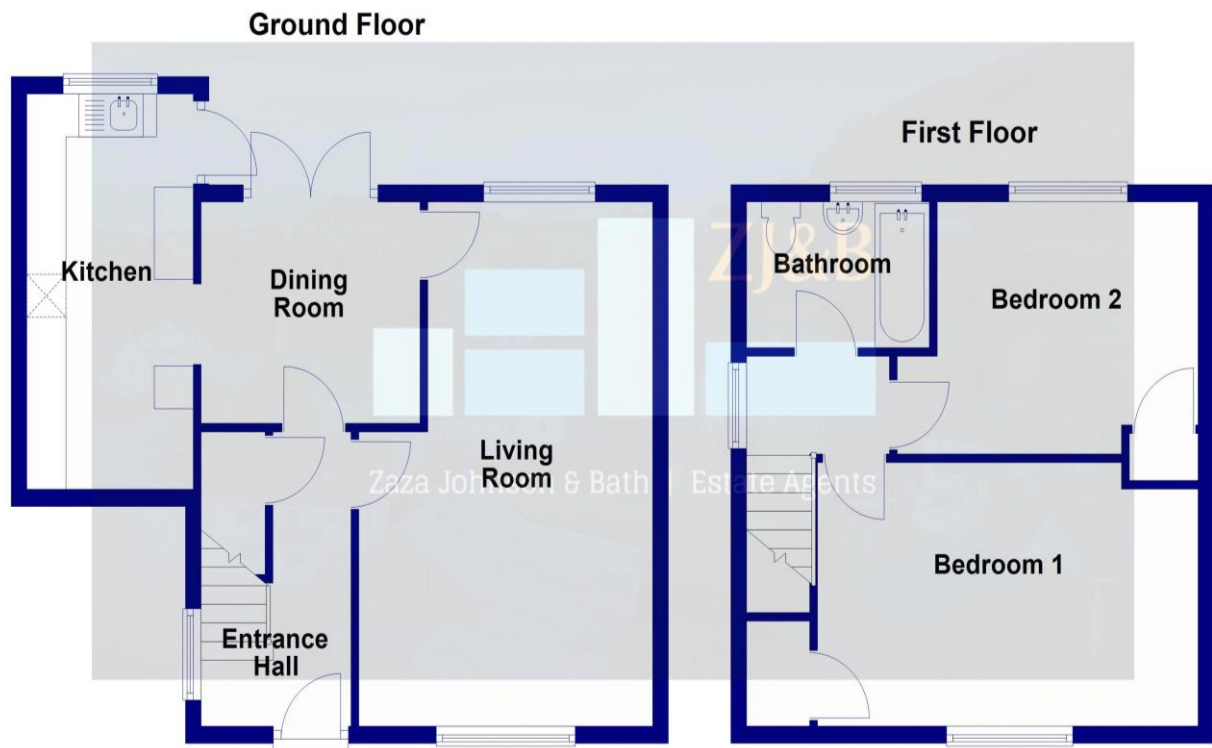 Ground Floor
First Floor
Kitchen
Dining
Room
Living
Room
Entrance
Hall
Bathroom
Bedroom 2
Bedroom 1
ZJ&B
Zaza Johnson & Bath | Estate Agents